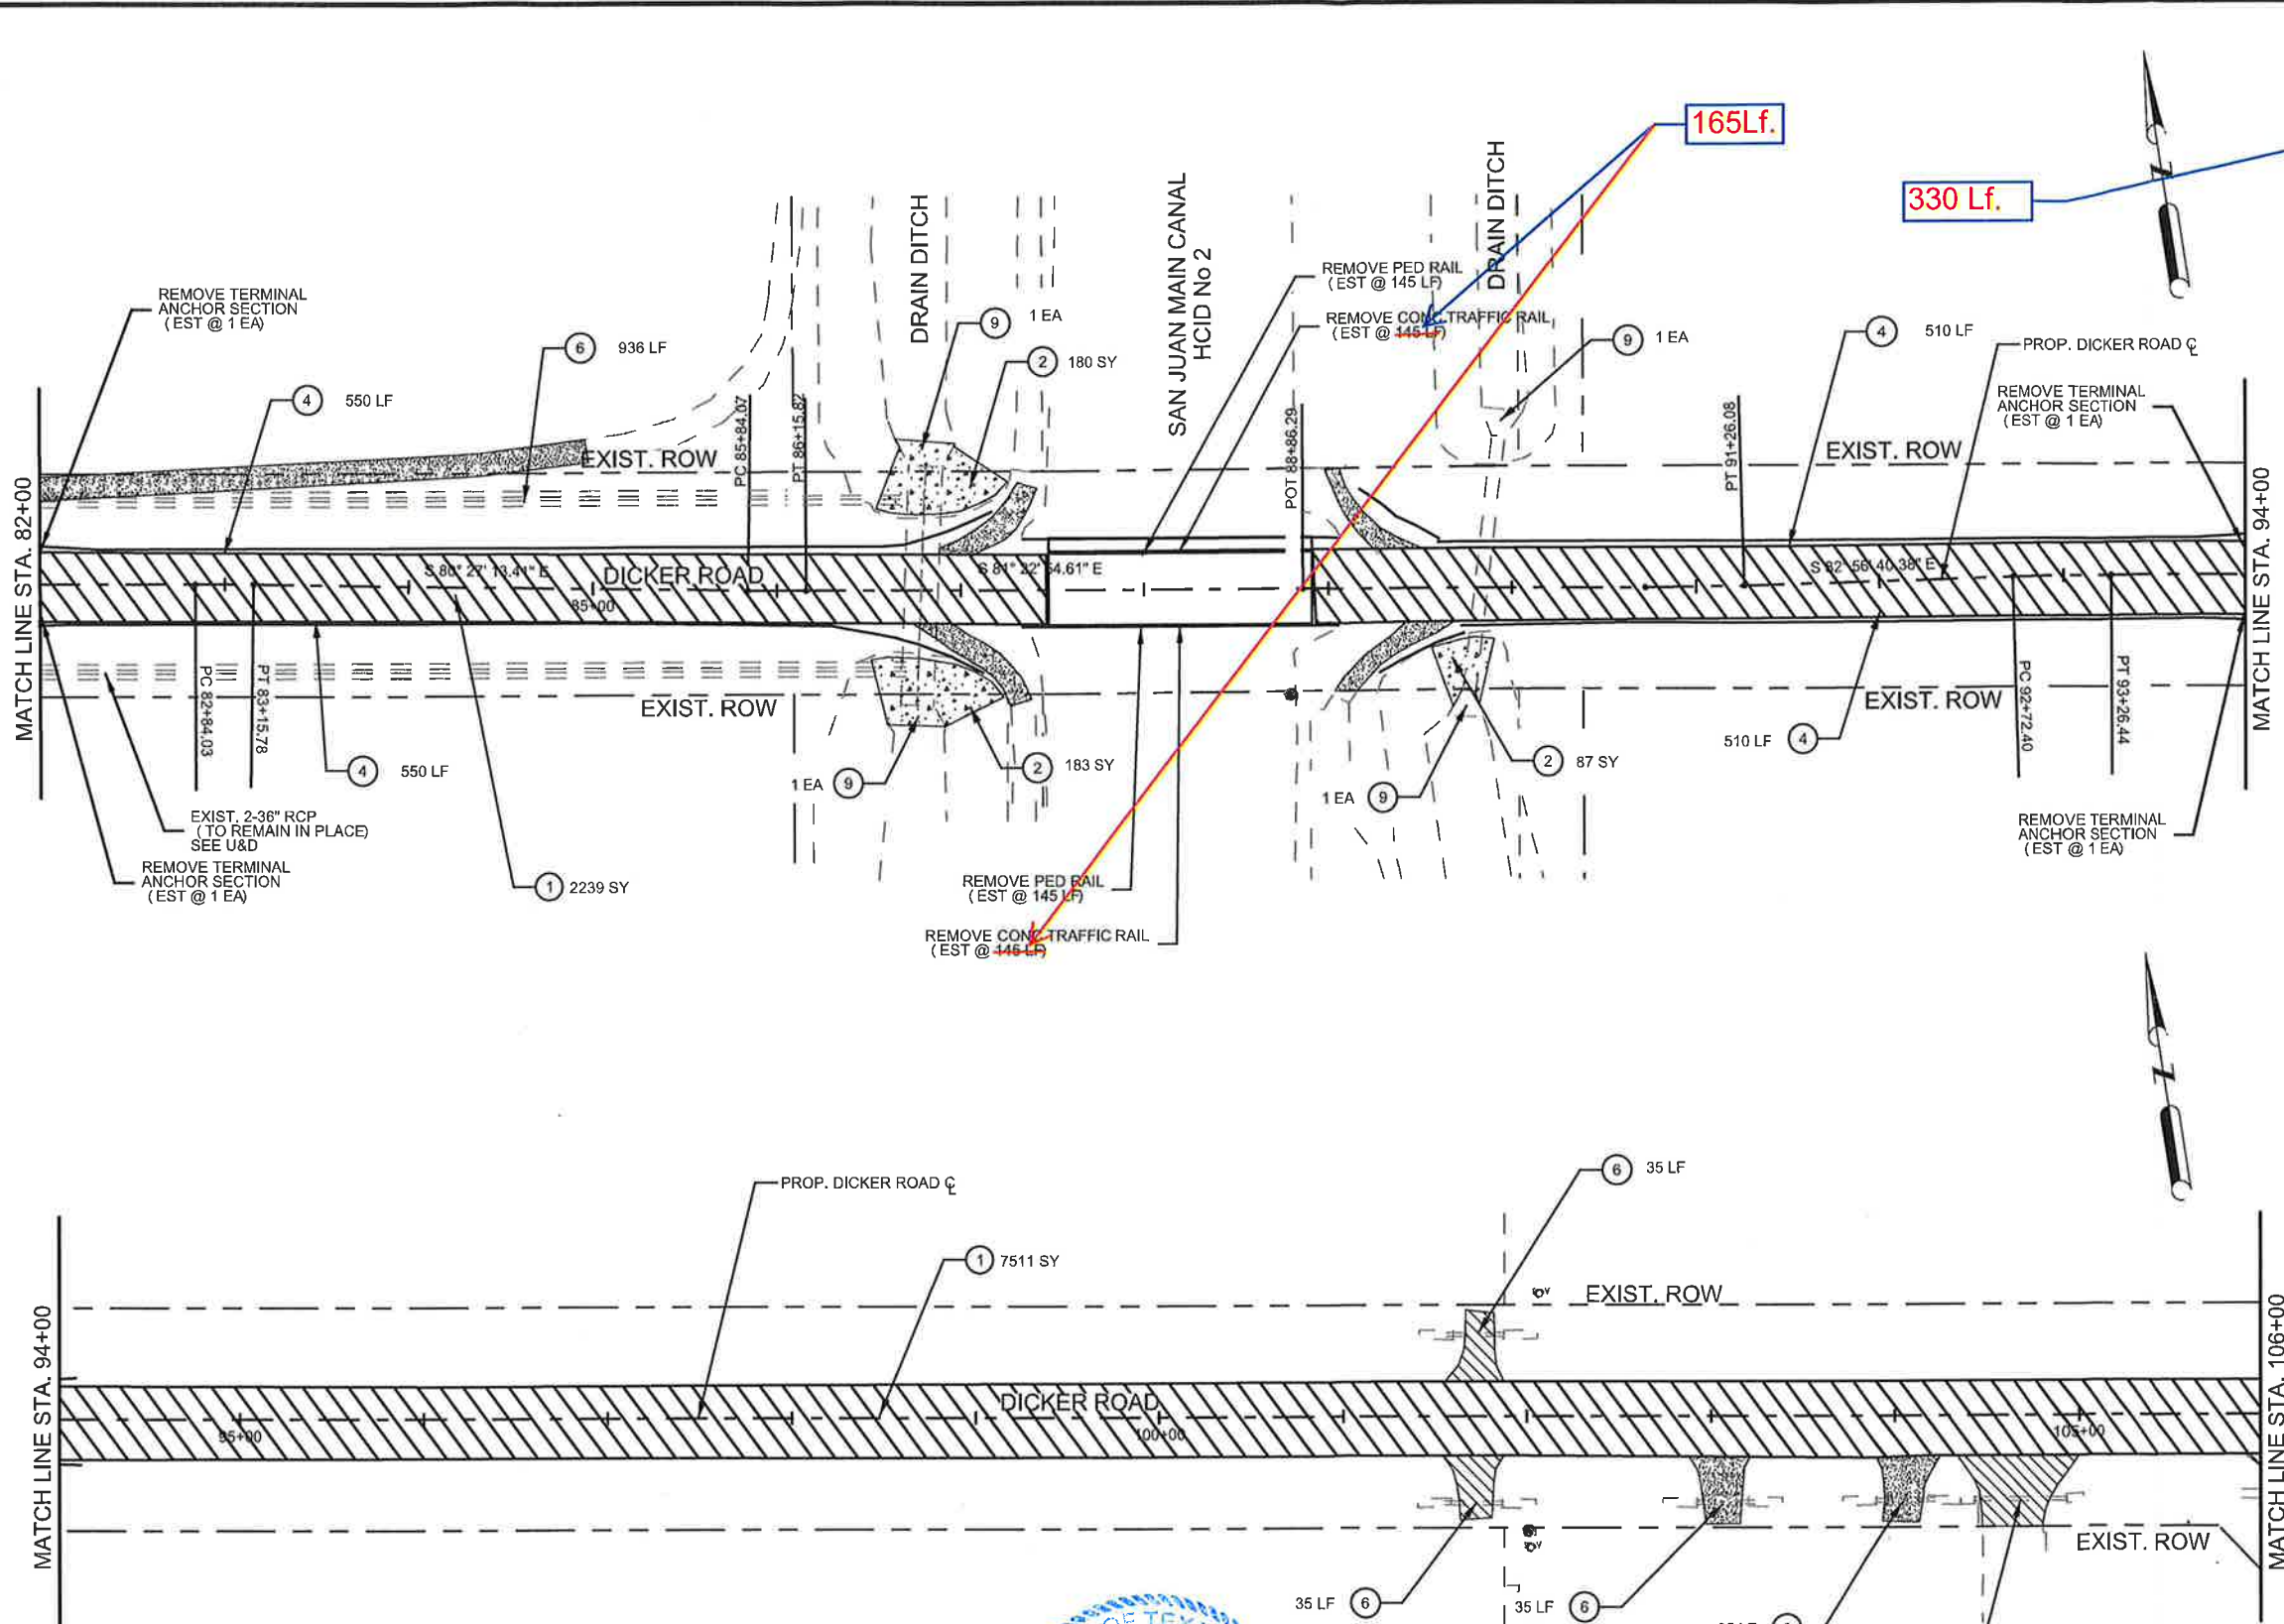 165Lf.
330 Lf.
DRAIN DITCH
DRAIN DITCH
SAN JUAN MAIN CANAL
HCID No 2
REMOVE PED RAIL
(EST @ 145 LF)
REMOVE CONC TRAFFIC RAIL
(EST @ 145 LF)
REMOVE TERMINAL
ANCHOR SECTION
(EST @ 1 EA)
6 936 LF
9 1 EA
2 180 SY
9 1 EA
4 510 LF
PROP. DICKER ROAD ℄
REMOVE TERMINAL
ANCHOR SECTION
(EST @ 1 EA)
4 550 LF
EXIST. ROW
PC 85+84.07
PT 86+15.82
POT 88+86.29
PT 91+26.08
EXIST. ROW
MATCH LINE STA. 82+00
MATCH LINE STA. 94+00
S 80° 27' 13.41" E
DICKER ROAD
85+00
S 81° 22' 54.61" E
S 82° 56' 40.38" E
PC 82+84.03
PT 83+15.78
EXIST. ROW
EXIST. ROW
PC 92+72.40
PT 93+26.44
4 550 LF
1 EA 9
2 183 SY
1 EA 9
2 87 SY
510 LF 4
EXIST. 2-36" RCP
(TO REMAIN IN PLACE)
SEE U&D
REMOVE TERMINAL
ANCHOR SECTION
(EST @ 1 EA)
1 2239 SY
REMOVE PED RAIL
(EST @ 145 LF)
REMOVE CONC TRAFFIC RAIL
(EST @ 145 LF)
REMOVE TERMINAL
ANCHOR SECTION
(EST @ 1 EA)
Z
Z
PROP. DICKER ROAD ℄
6 35 LF
1 7511 SY
EXIST. ROW
MATCH LINE STA. 94+00
MATCH LINE STA. 106+00
DICKER ROAD
95+00
100+00
105+00
EXIST. ROW
35 LF 6
35 LF 6
OF TEX